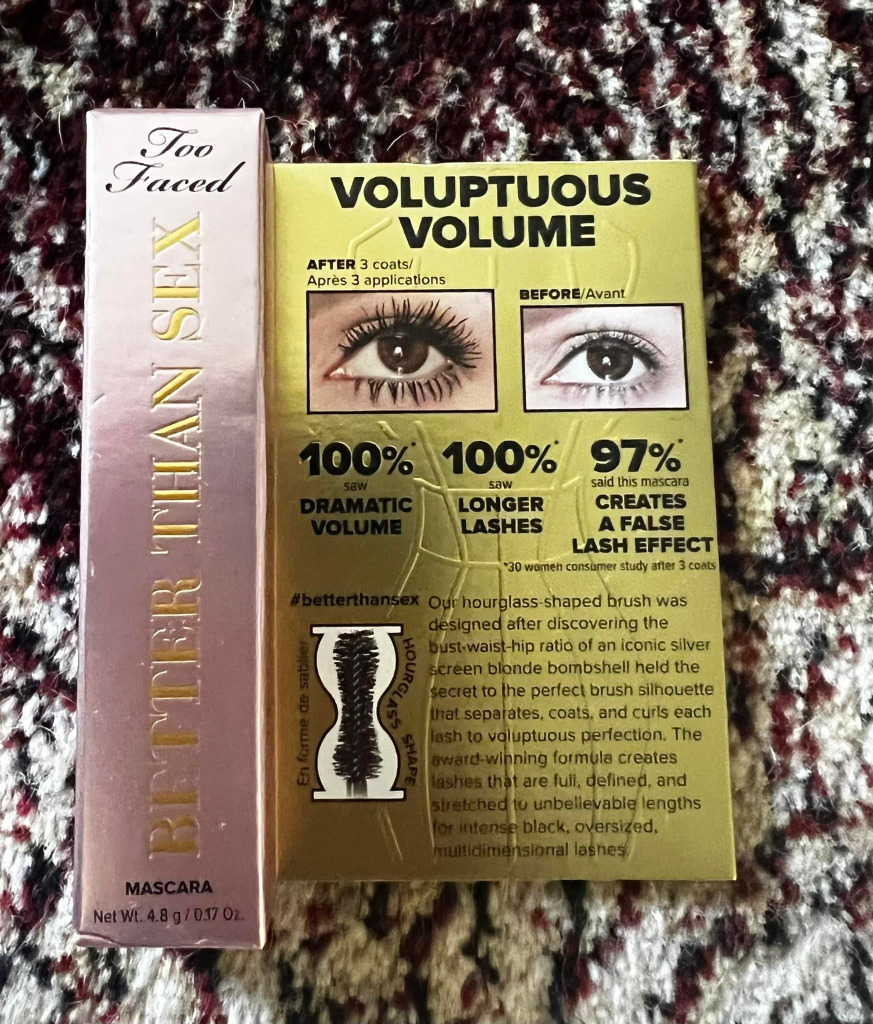 Too
Faced
BETTER THAN SEX
MASCARA
Net Wt. 4.8 g / 0.17 Oz.
VOLUPTUOUS
VOLUME
AFTER 3 coats/
Après 3 applications
BEFORE/Avant
100%*
saw
DRAMATIC
VOLUME
100%*
saw
LONGER
LASHES
97%*
said this mascara
CREATES
A FALSE
LASH EFFECT
*30 women consumer study after 3 coats
#betterthansex
En forme de sablier
HOURGLASS SHAPE
Our hourglass-shaped brush was
designed after discovering the
bust-waist-hip ratio of an iconic silver
screen blonde bombshell held the
secret to the perfect brush silhouette
that separates, coats, and curls each
lash to voluptuous perfection. The
award-winning formula creates
lashes that are full, defined, and
stretched to unbelievable lengths
for intense black, oversized,
multidimensional lashes.